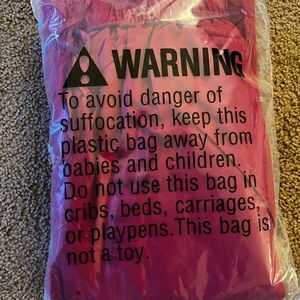 WARNING
To avoid danger of
suffocation, keep this
plastic bag away from
babies and children.
Do not use this bag in
cribs, beds, carriages,
or playpens.This bag is
not a toy.